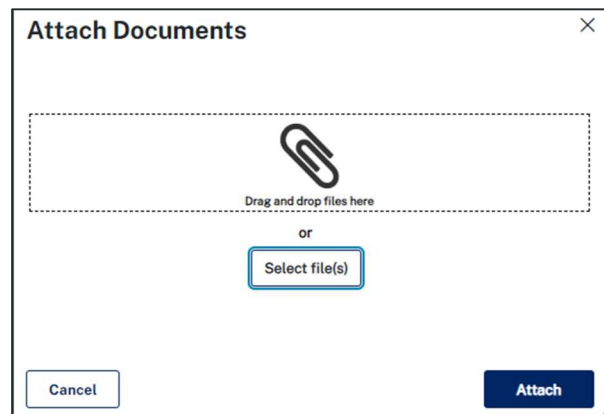 Attach Documents
Drag and drop files here
or
Select file(s)
Cancel
Attach